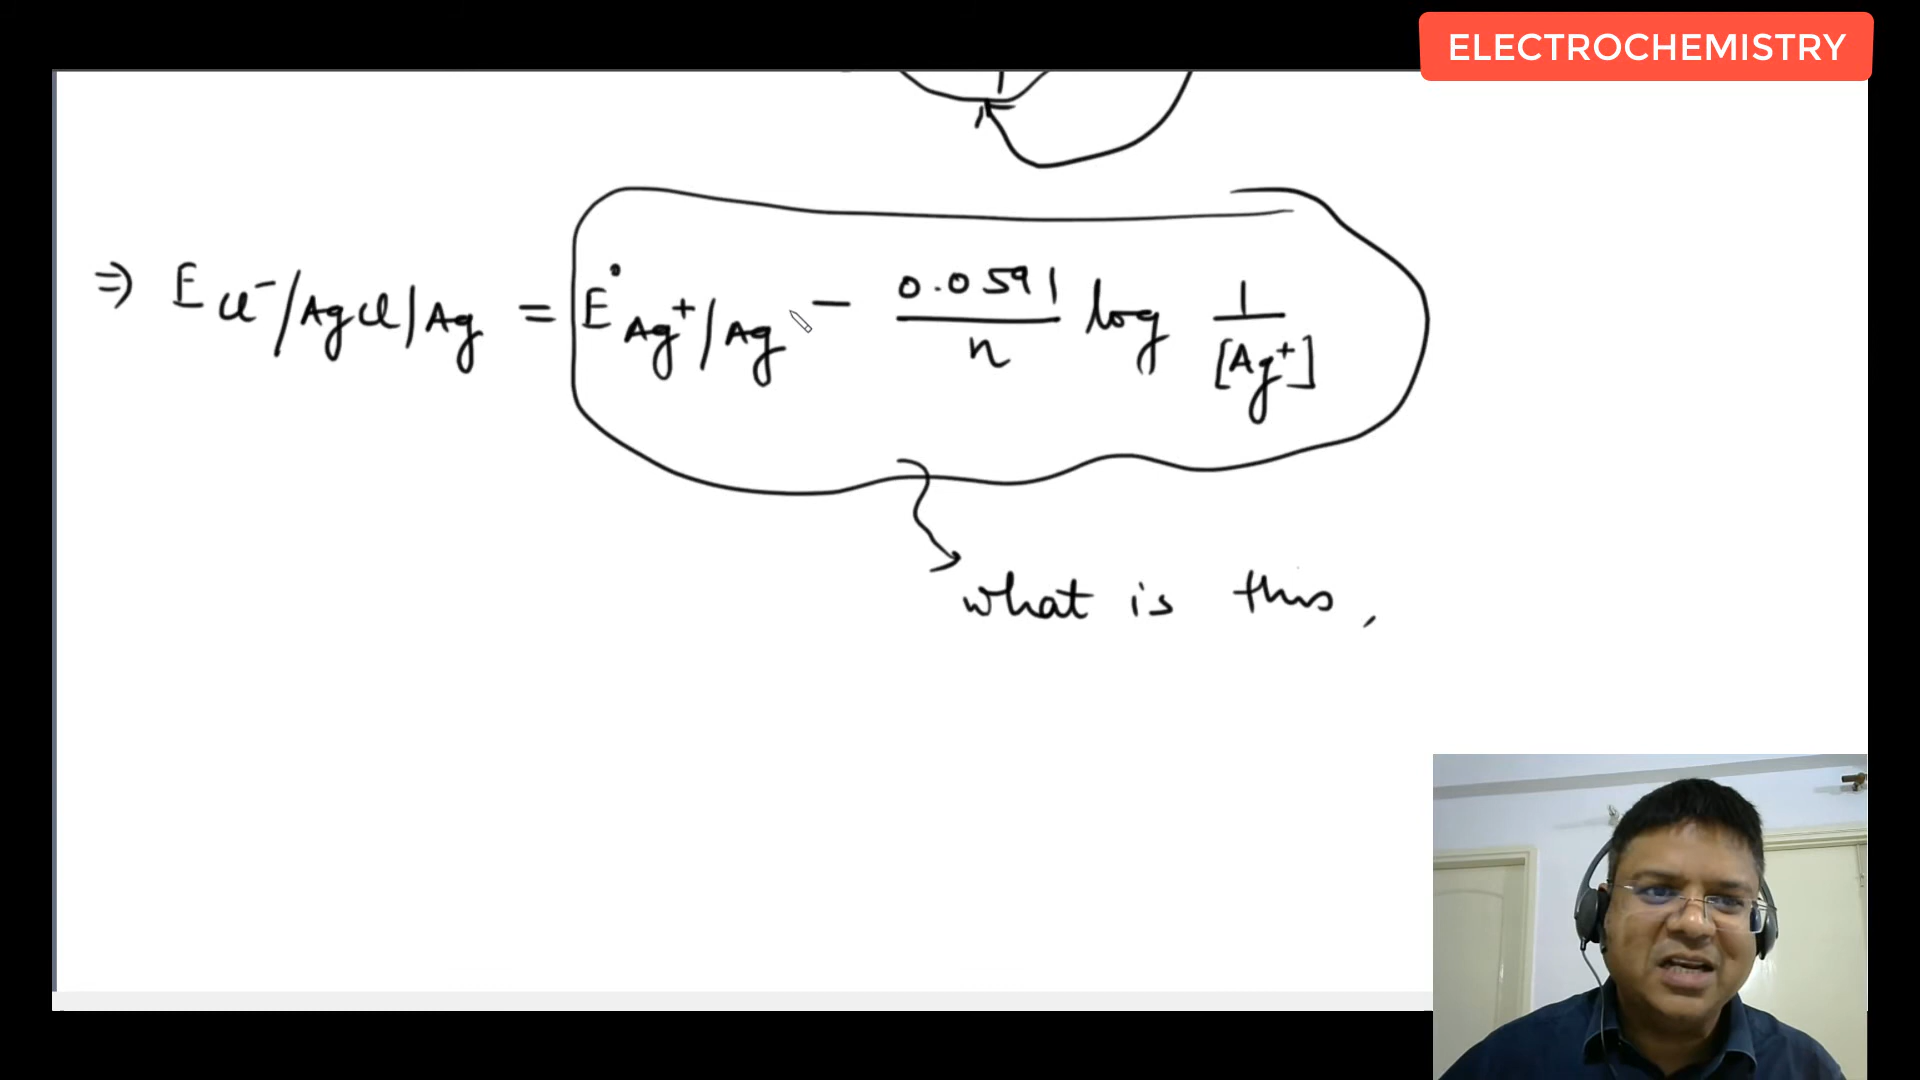 ELECTROCHEMISTRY
⇒ E Cl⁻/AgCl/Ag = E° Ag⁺/Ag − 0.0591/n log 1/[Ag⁺]
what is this,